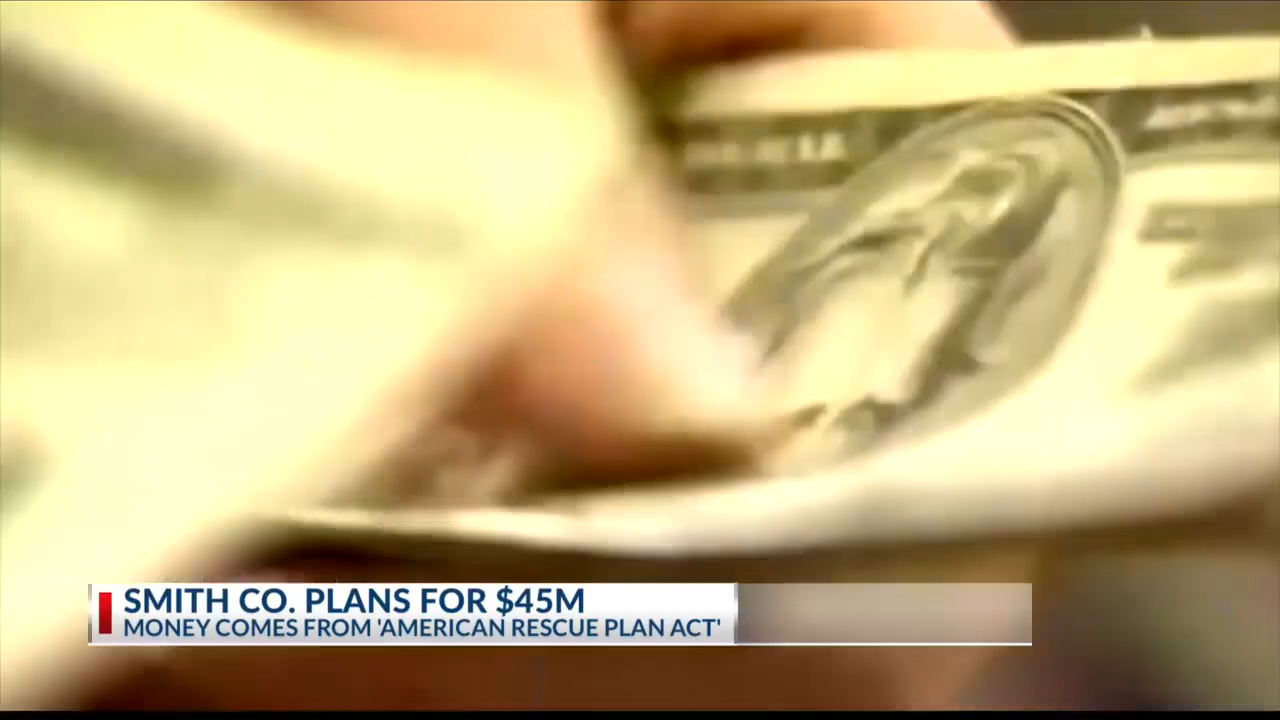 SMITH CO. PLANS FOR $45M
MONEY COMES FROM 'AMERICAN RESCUE PLAN ACT'